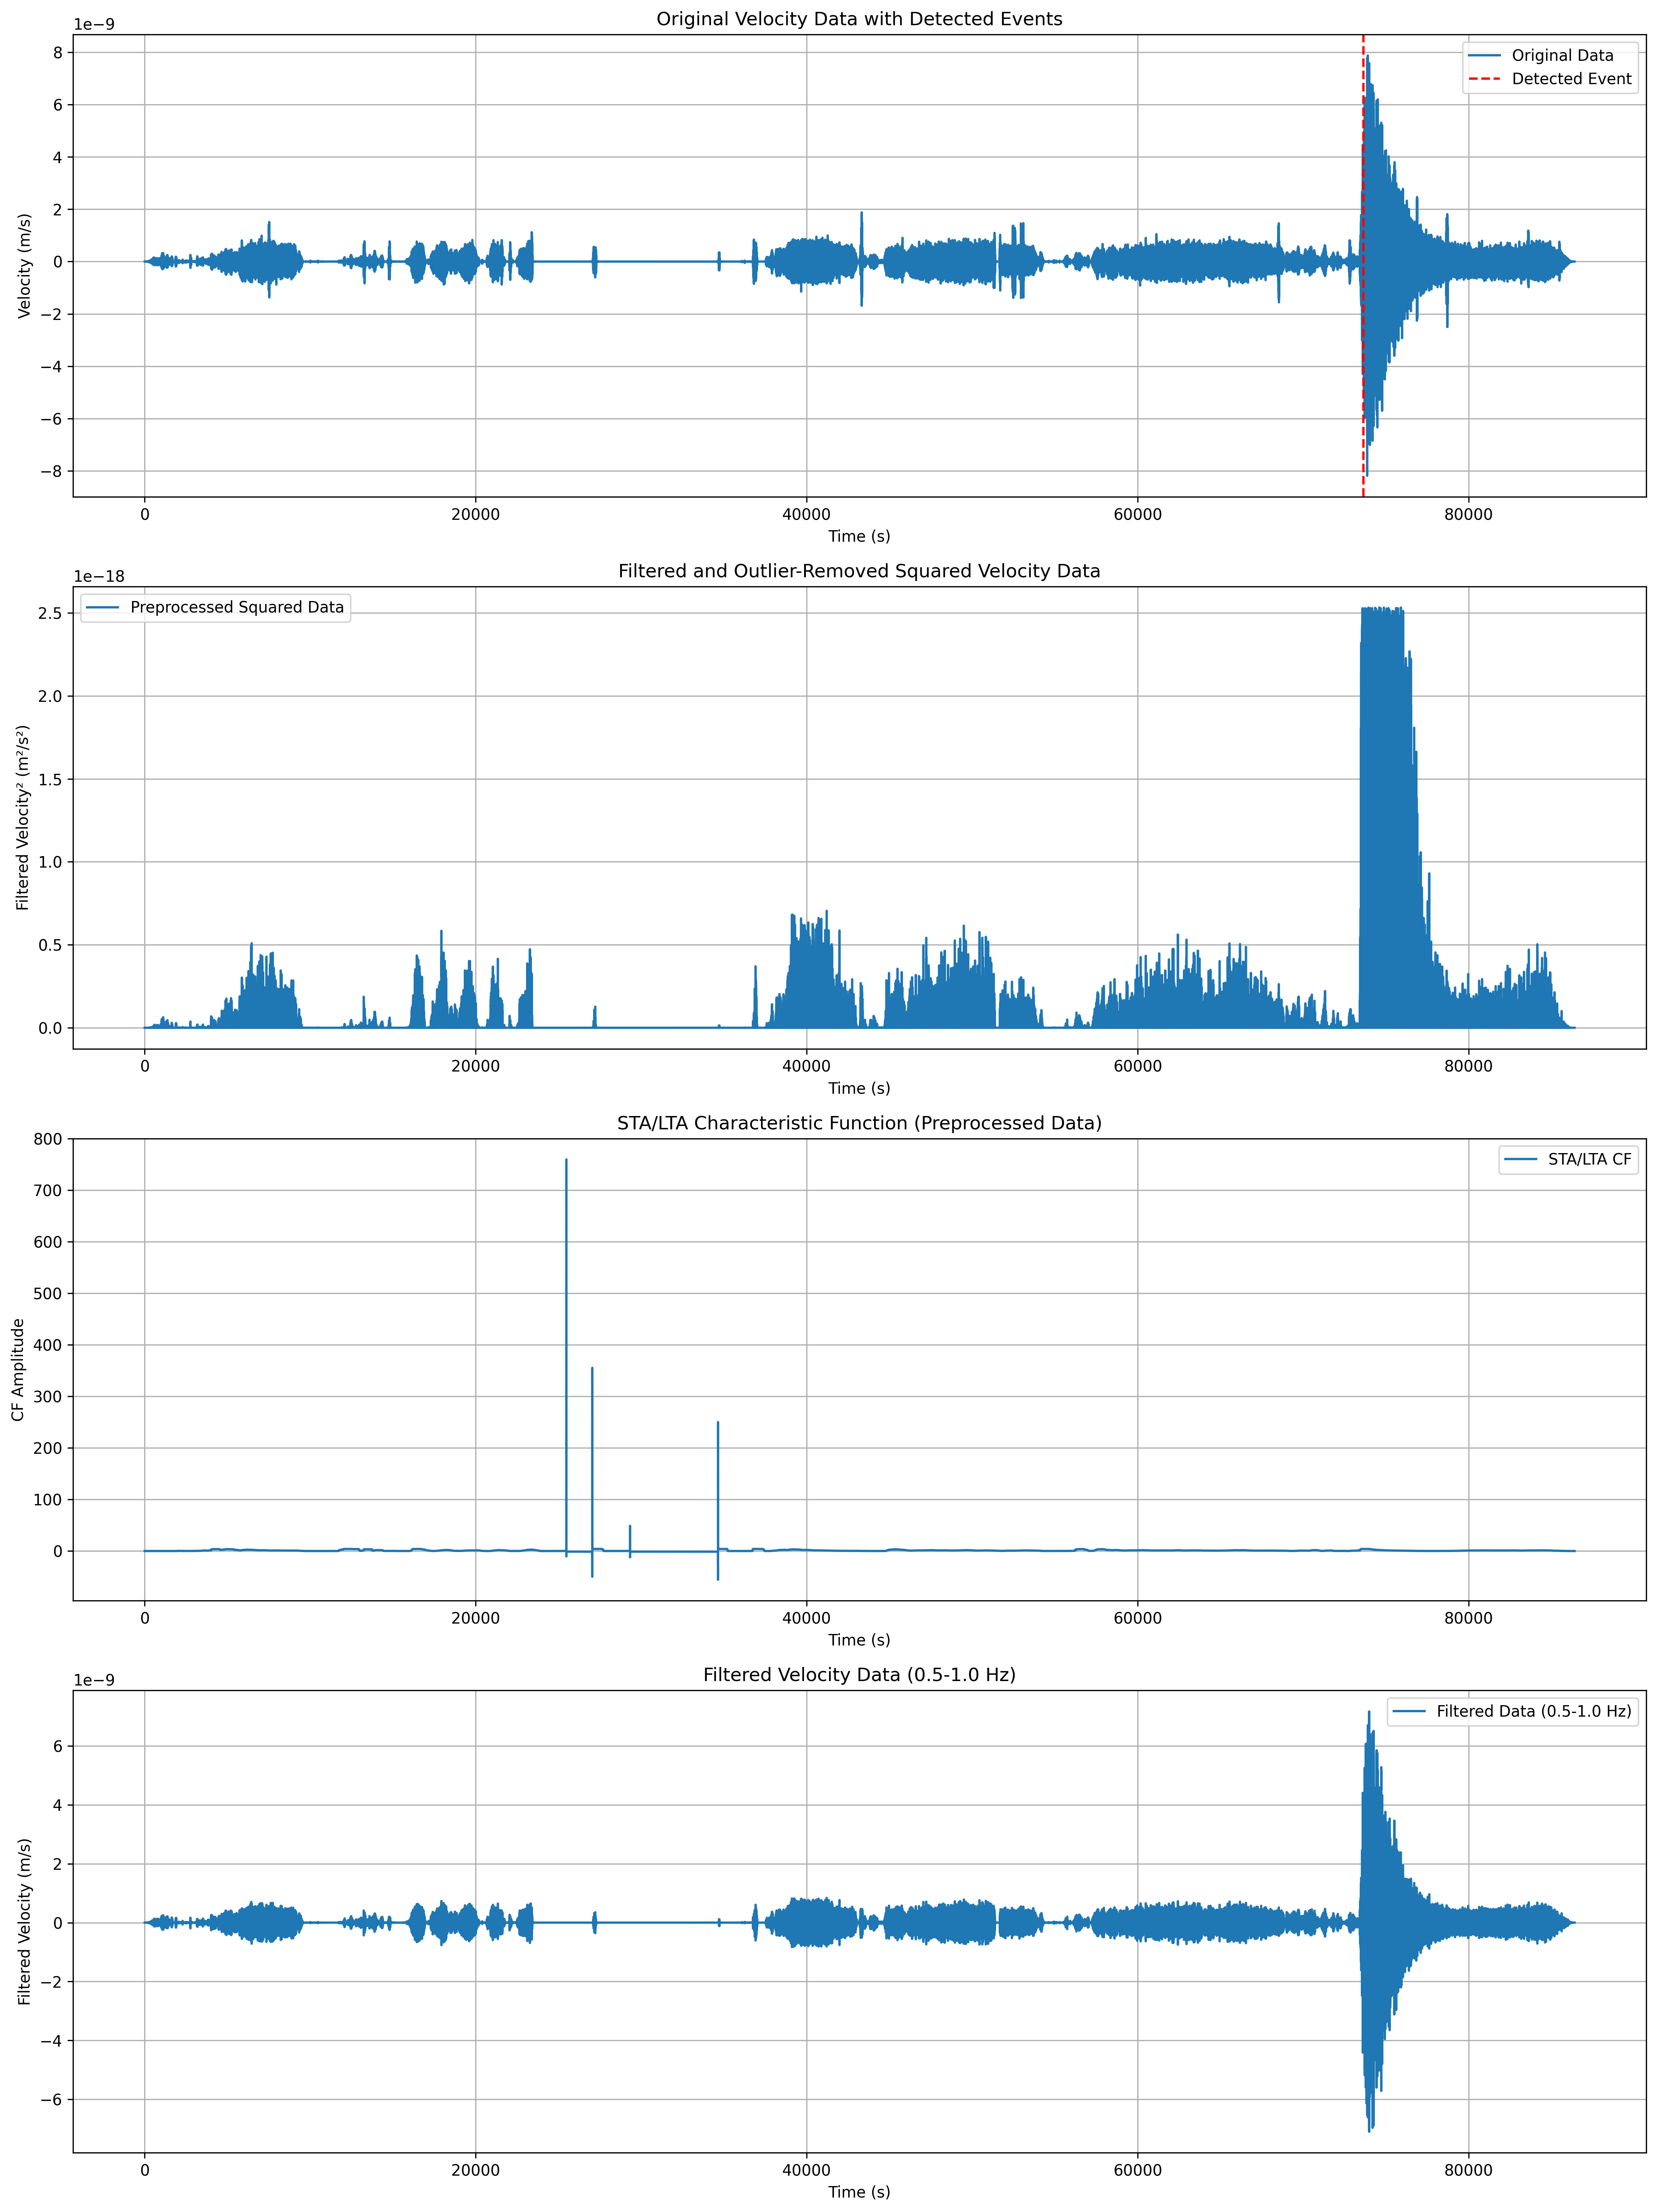 Original Velocity Data with Detected Events
1e−9
8
6
4
2
0
−2
−4
−6
−8
Velocity (m/s)
Original Data
Detected Event
0 20000 40000 60000 80000
Time (s)
Filtered and Outlier-Removed Squared Velocity Data
1e−18
2.5
2.0
1.5
1.0
0.5
0.0
Filtered Velocity² (m²/s²)
Preprocessed Squared Data
0 20000 40000 60000 80000
Time (s)
STA/LTA Characteristic Function (Preprocessed Data)
800
700
600
500
400
300
200
100
0
CF Amplitude
STA/LTA CF
0 20000 40000 60000 80000
Time (s)
Filtered Velocity Data (0.5-1.0 Hz)
1e−9
6
4
2
0
−2
−4
−6
Filtered Velocity (m/s)
Filtered Data (0.5-1.0 Hz)
0 20000 40000 60000 80000
Time (s)